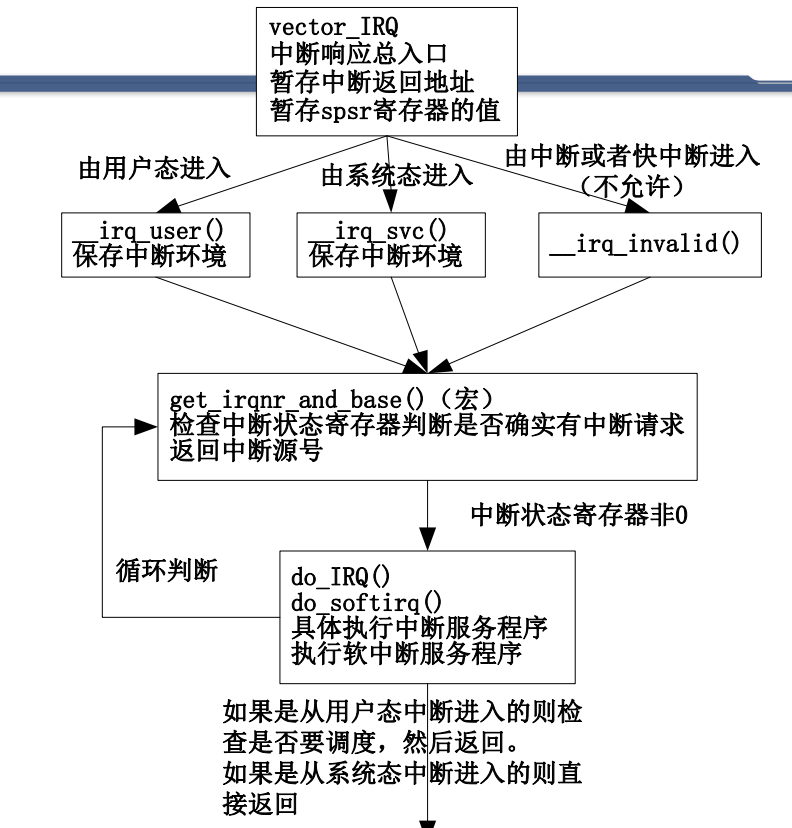 vector_IRQ
中断响应总入口
暂存中断返回地址
暂存spsr寄存器的值
由用户态进入
由系统态进入
由中断或者快中断进入
（不允许）
__irq_user()
保存中断环境
__irq_svc()
保存中断环境
__irq_invalid()
get_irqnr_and_base()（宏）
检查中断状态寄存器判断是否确实有中断请求
返回中断源号
中断状态寄存器非0
循环判断
do_IRQ()
do_softirq()
具体执行中断服务程序
执行软中断服务程序
如果是从用户态中断进入的则检
查是否要调度，然后返回。
如果是从系统态中断进入的则直
接返回